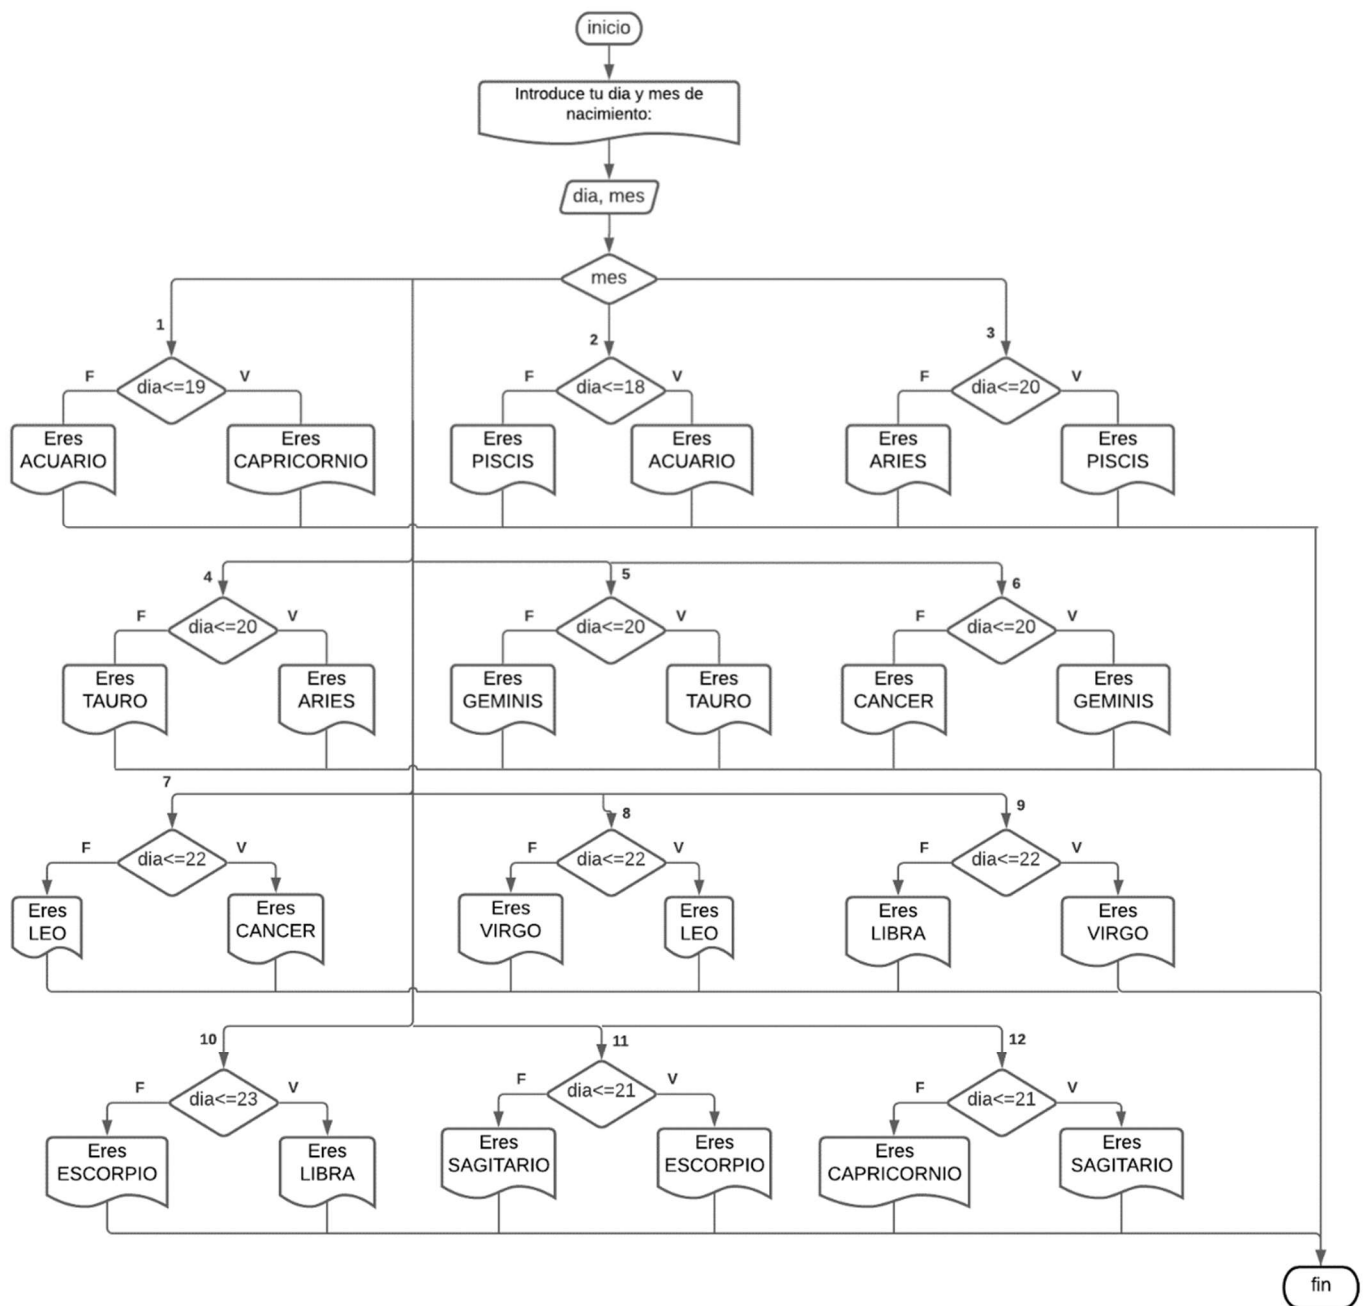 inicio
Introduce tu dia y mes de
nacimiento:
dia, mes
mes
1
2
3
F
dia<=19
V
F
dia<=18
V
F
dia<=20
V
Eres
ACUARIO
Eres
CAPRICORNIO
Eres
PISCIS
Eres
ACUARIO
Eres
ARIES
Eres
PISCIS
4
5
6
F
dia<=20
V
F
dia<=20
V
F
dia<=20
V
Eres
TAURO
Eres
ARIES
Eres
GEMINIS
Eres
TAURO
Eres
CANCER
Eres
GEMINIS
7
8
9
F
dia<=22
V
F
dia<=22
V
F
dia<=22
V
Eres
LEO
Eres
CANCER
Eres
VIRGO
Eres
LEO
Eres
LIBRA
Eres
VIRGO
10
11
12
F
dia<=23
V
F
dia<=21
V
F
dia<=21
V
Eres
ESCORPIO
Eres
LIBRA
Eres
SAGITARIO
Eres
ESCORPIO
Eres
CAPRICORNIO
Eres
SAGITARIO
fin